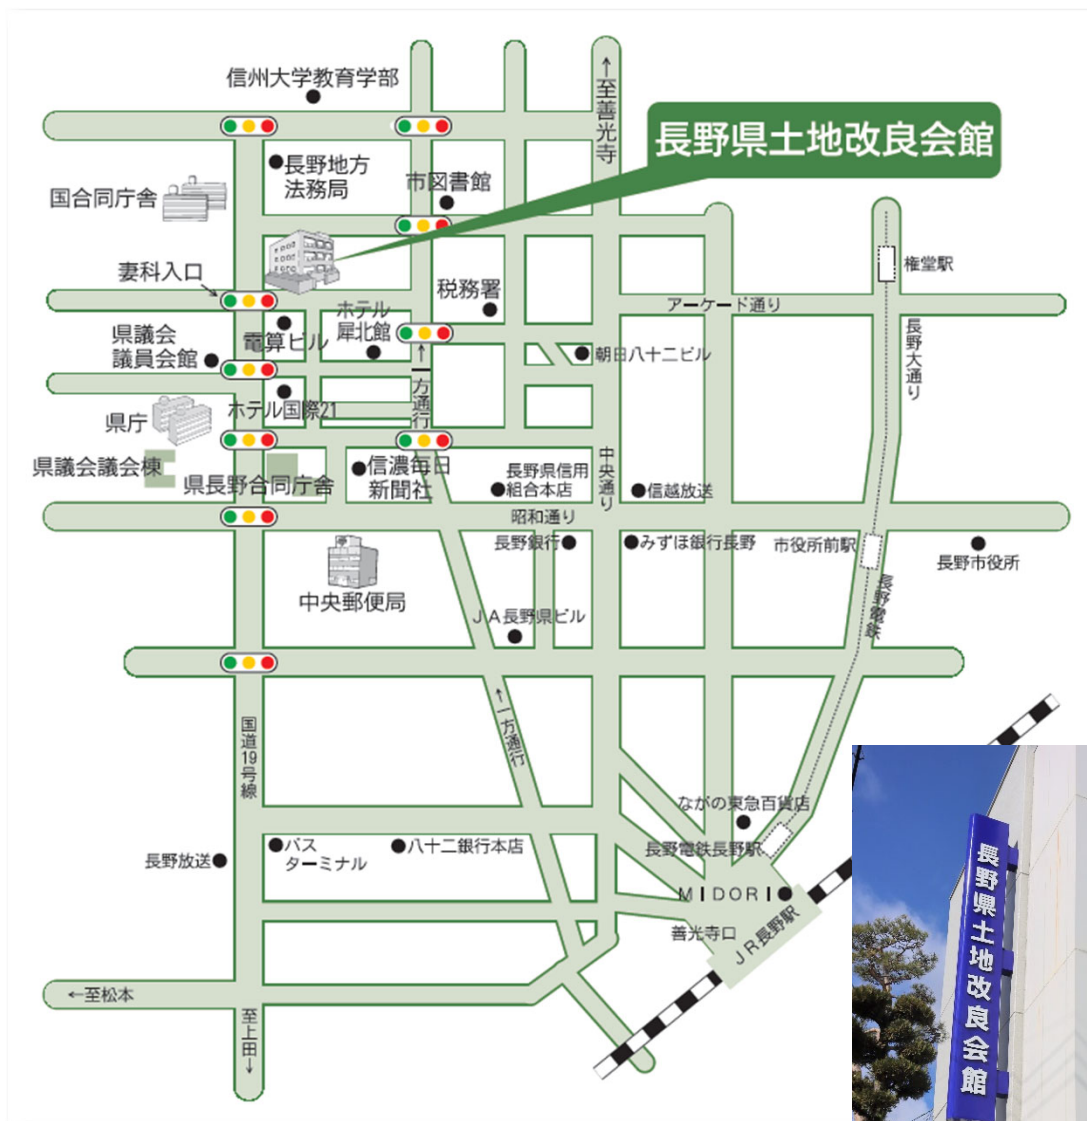 信州大学教育学部
↑至善光寺
長野県土地改良会館
長野地方
法務局
市図書館
国合同庁舎
妻科入口
税務署
権堂駅
アーケード通り
ホテル
犀北館
電算ビル
県議会
議員会館
朝日八十二ビル
長野大通り
↑一方通行
ホテル国際21
県庁
県議会議会棟
県長野合同庁舎
信濃毎日
新聞社
長野県信用
組合本店
中央通り
信越放送
昭和通り
長野銀行
みずほ銀行長野
市役所前駅
長野市役所
中央郵便局
長野電鉄
JA長野県ビル
↑一方通行
国道19号線
ながの東急百貨店
長野電鉄長野駅
長野放送
バス
ターミナル
八十二銀行本店
MIDORI
善光寺口
JR長野駅
←至松本
至上田→
長野県土地改良会館